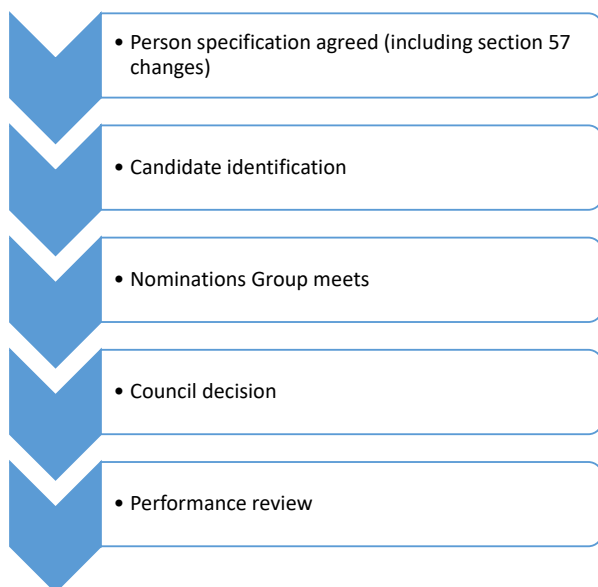 • Person specification agreed (including section 57
changes)
• Candidate identification
• Nominations Group meets
• Council decision
• Performance review